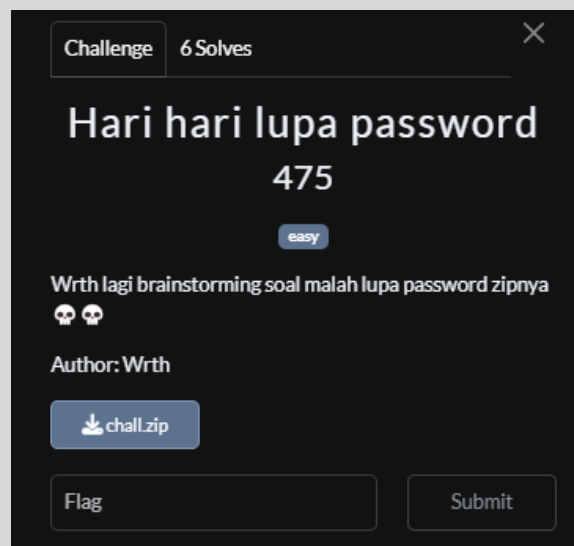 Challenge 6 Solves
Hari hari lupa password
475
easy
Wrth lagi brainstorming soal malah lupa password zipnya
💀💀
Author: Wrth
chall.zip
Flag Submit